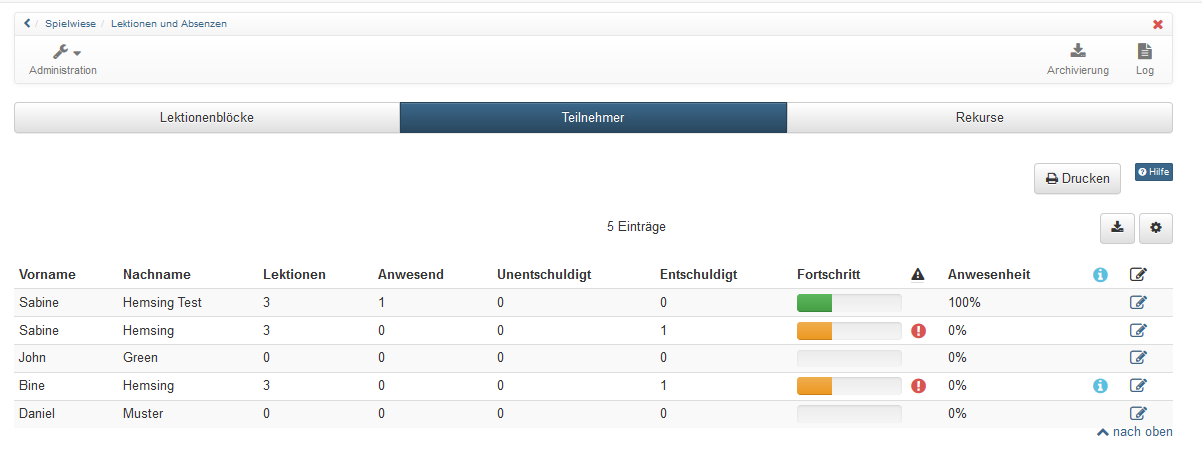 Spielwiese / Lektionen und Absenzen
Administration
Archivierung
Log
Lektionenblöcke
Teilnehmer
Rekurse
Drucken
Hilfe
5 Einträge
Vorname Nachname Lektionen Anwesend Unentschuldigt Entschuldigt Fortschritt Anwesenheit
Sabine Hemsing Test 3 1 0 0 100%
Sabine Hemsing 3 0 0 1 0%
John Green 0 0 0 0 0%
Bine Hemsing 3 0 0 1 0%
Daniel Muster 0 0 0 0 0%
nach oben